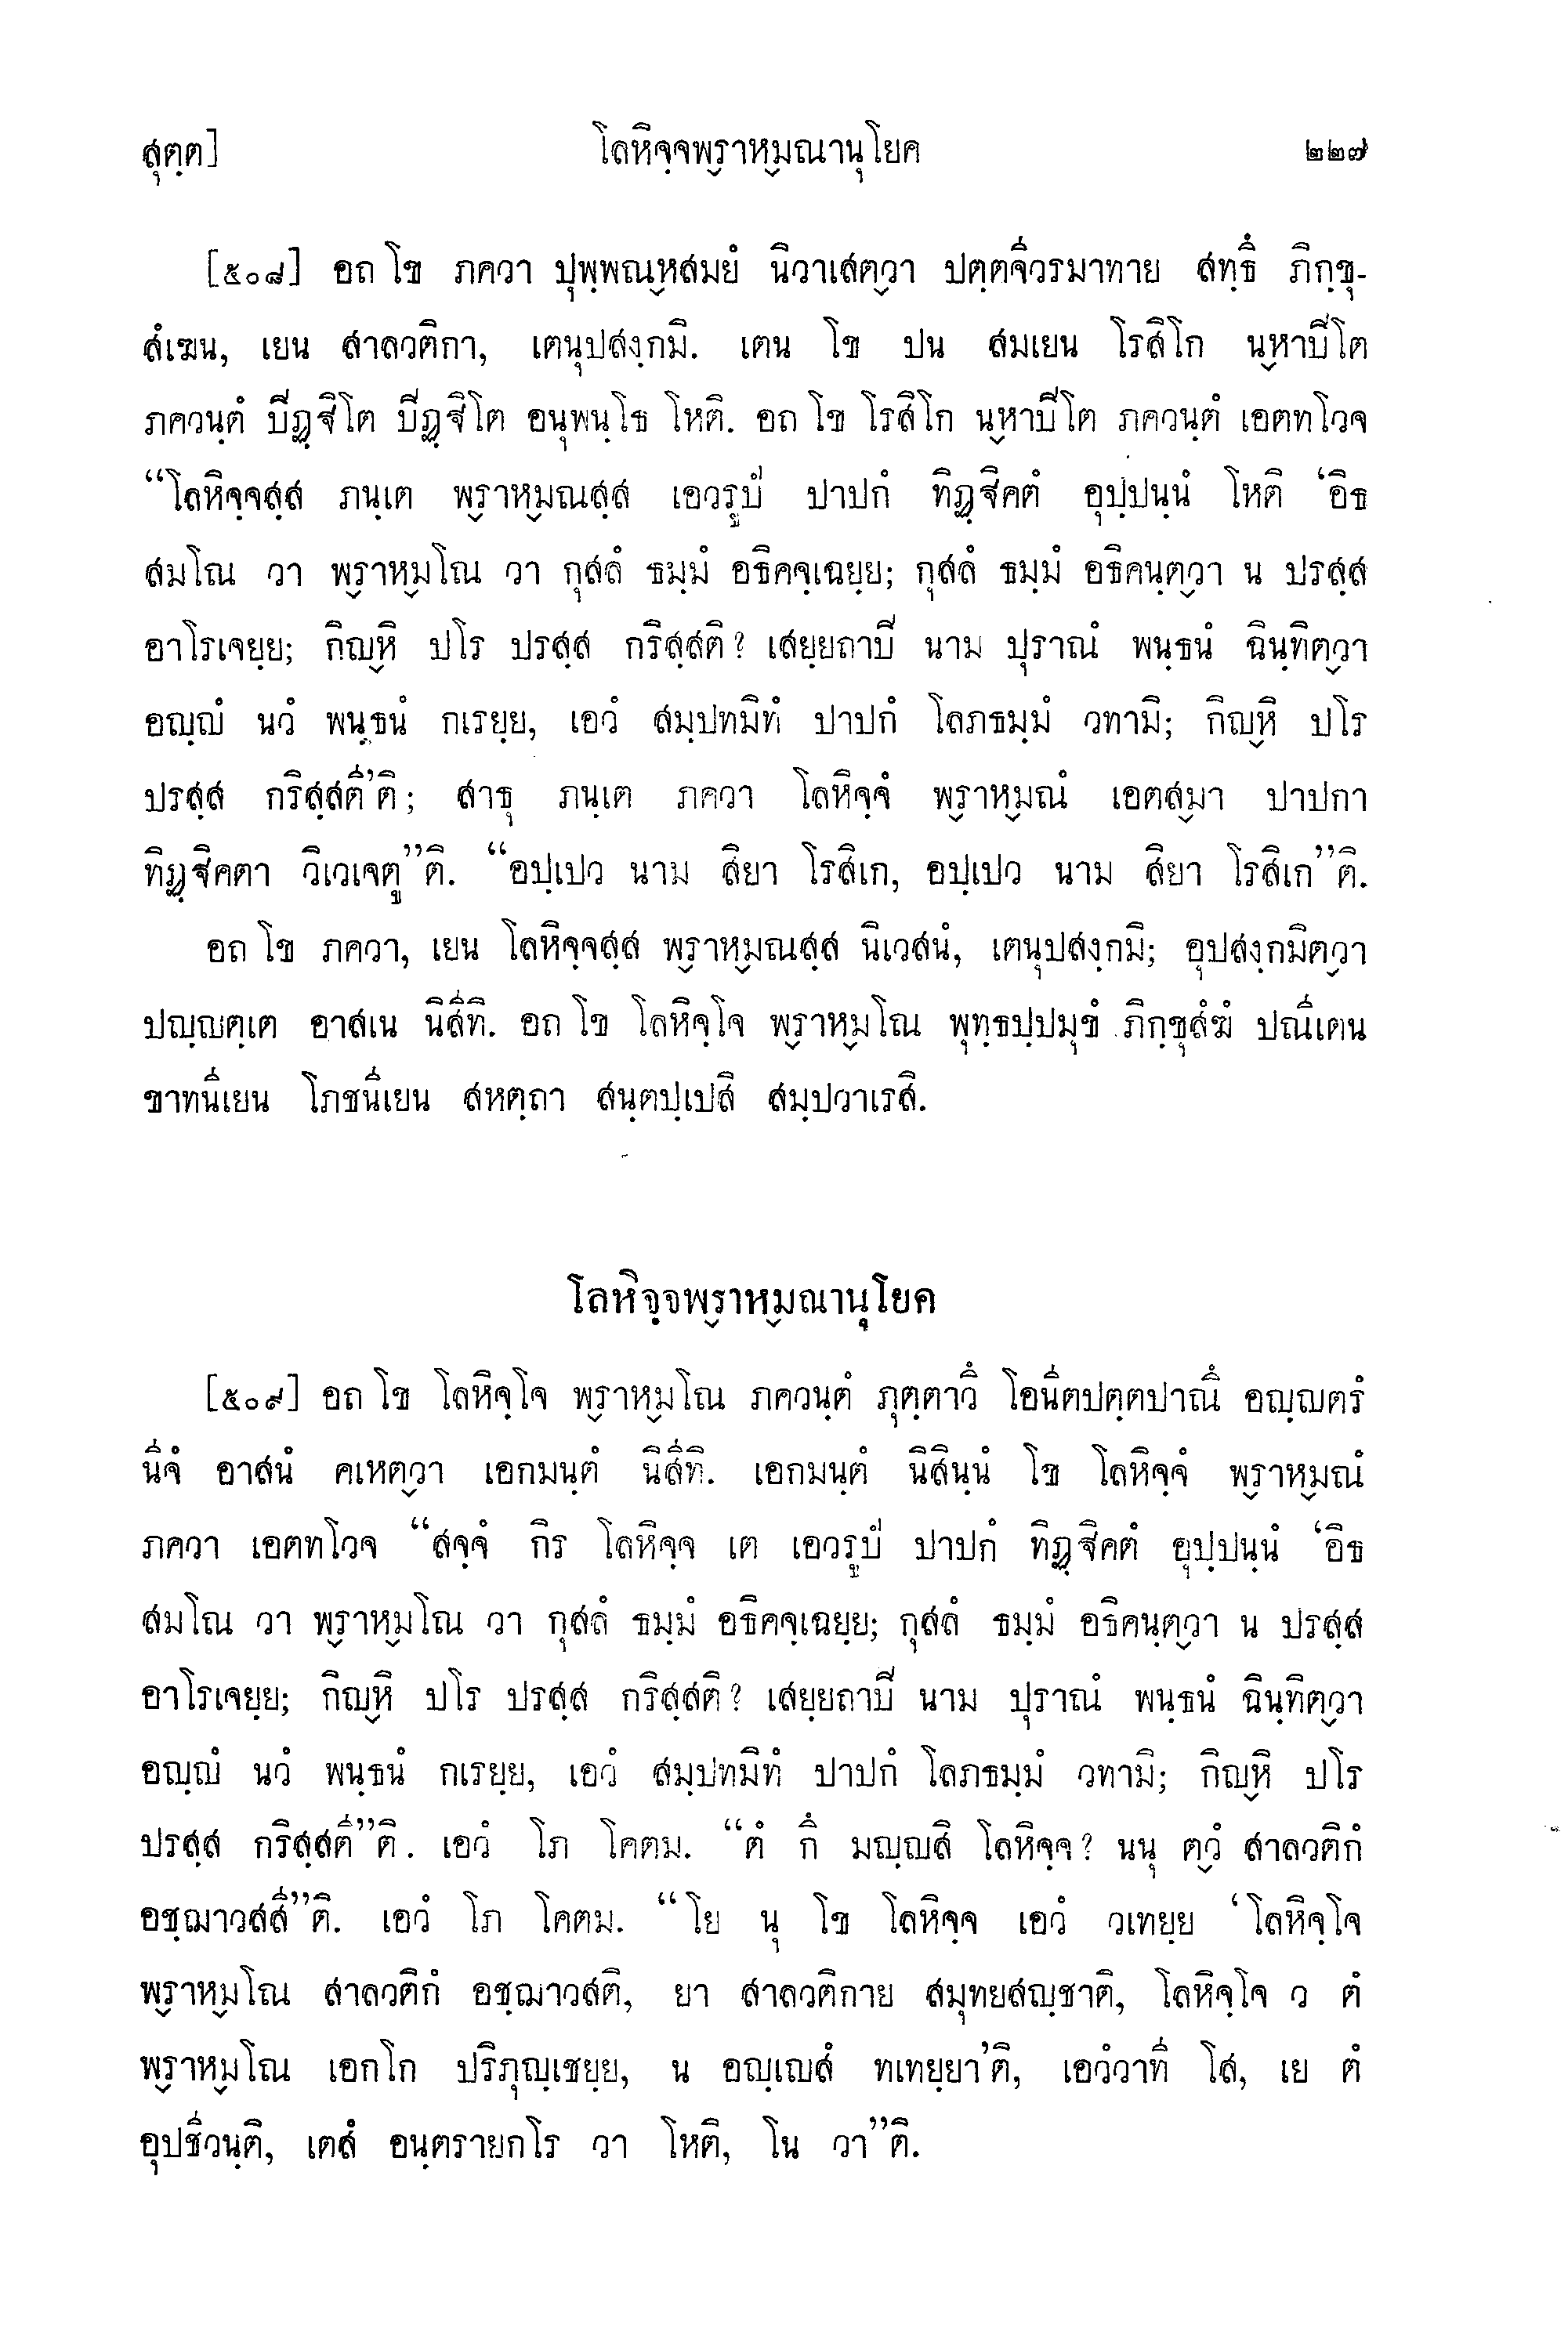 สุตฺต]
โลหิจฺจพฺราหฺมณานุโยค
๒๒๗
[๕๐๘] อถ โข ภควา ปุพฺพณฺหสมยํ นิวาเสตฺวา ปตฺตจีวรมาทาย สทฺธึ ภิกฺขุ-
สํเฆน, เยน สาลวติกา, เตนุปสงฺกมิ. เตน โข ปน สมเยน โรสิโก นฺหาปิโต
ภควนฺตํ ปิฏฺฐิโต ปิฏฺฐิโต อนุพนฺโธ โหติ. อถ โข โรสิโก นฺหาปิโต ภควนฺตํ เอตทโวจ
“โลหิจฺจสฺส ภนฺเต พฺราหฺมณสฺส เอวรูปํ ปาปกํ ทิฏฺฐิคตํ อุปฺปนฺนํ โหติ ‘อิธ
สมโณ วา พฺราหฺมโณ วา กุสลํ ธมฺมํ อธิคจฺเฉยฺย; กุสลํ ธมฺมํ อธิคนฺตฺวา น ปรสฺส
อาโรเจยฺย; กิญฺหิ ปโร ปรสฺส กริสฺสติ? เสยฺยถาปิ นาม ปุราณํ พนฺธนํ ฉินฺทิตฺวา
อญฺญํ นวํ พนฺธนํ กเรยฺย, เอวํ สมฺปทมิทํ ปาปกํ โลภธมฺมํ วทามิ; กิญฺหิ ปโร
ปรสฺส กริสฺสตี’ติ; สาธุ ภนฺเต ภควา โลหิจฺจํ พฺราหฺมณํ เอตสฺมา ปาปกา
ทิฏฺฐิคตา วิเวเจตู”ติ. “อปฺเปว นาม สิยา โรสิเก, อปฺเปว นาม สิยา โรสิเก”ติ.
อถ โข ภควา, เยน โลหิจฺจสฺส พฺราหฺมณสฺส นิเวสนํ, เตนุปสงฺกมิ; อุปสงฺกมิตฺวา
ปญฺญตฺเต อาสเน นิสีทิ. อถ โข โลหิจฺโจ พฺราหฺมโณ พุทฺธปฺปมุขํ ภิกฺขุสํฆํ ปณีเตน
ขาทนีเยน โภชนีเยน สหตฺถา สนฺตปฺเปสิ สมฺปวาเรสิ.
โลหิจฺจพฺราหฺมณานุโยค
[๕๐๙] อถ โข โลหิจฺโจ พฺราหฺมโณ ภควนฺตํ ภุตฺตาวึ โอนีตปตฺตปาณึ อญฺญตรํ
นีจํ อาสนํ คเหตฺวา เอกมนฺตํ นิสีทิ. เอกมนฺตํ นิสินฺนํ โข โลหิจฺจํ พฺราหฺมณํ
ภควา เอตทโวจ “สจฺจํ กิร โลหิจฺจ เต เอวรูปํ ปาปกํ ทิฏฺฐิคตํ อุปฺปนฺนํ ‘อิธ
สมโณ วา พฺราหฺมโณ วา กุสลํ ธมฺมํ อธิคจฺเฉยฺย; กุสลํ ธมฺมํ อธิคนฺตฺวา น ปรสฺส
อาโรเจยฺย; กิญฺหิ ปโร ปรสฺส กริสฺสติ? เสยฺยถาปิ นาม ปุราณํ พนฺธนํ ฉินฺทิตฺวา
อญฺญํ นวํ พนฺธนํ กเรยฺย, เอวํ สมฺปทมิทํ ปาปกํ โลภธมฺมํ วทามิ; กิญฺหิ ปโร
ปรสฺส กริสฺสตี”ติ. เอวํ โภ โคตม. “ตํ กึ มญฺญสิ โลหิจฺจ? นนุ ตฺวํ สาลวติกํ
อชฺฌาวสสี”ติ. เอวํ โภ โคตม. “โย นุ โข โลหิจฺจ เอวํ วเทยฺย ‘โลหิจฺโจ
พฺราหฺมโณ สาลวติกํ อชฺฌาวสติ, ยา สาลวติกาย สมุทยสญฺชาติ, โลหิจฺโจ ว ตํ
พฺราหฺมโณ เอกโก ปริภุญฺเชยฺย, น อญฺเญสํ ทเทยฺยา’ติ, เอวํวาที โส, เย ตํ
อุปชีวนฺติ, เตสํ อนฺตรายกโร วา โหติ, โน วา”ติ.